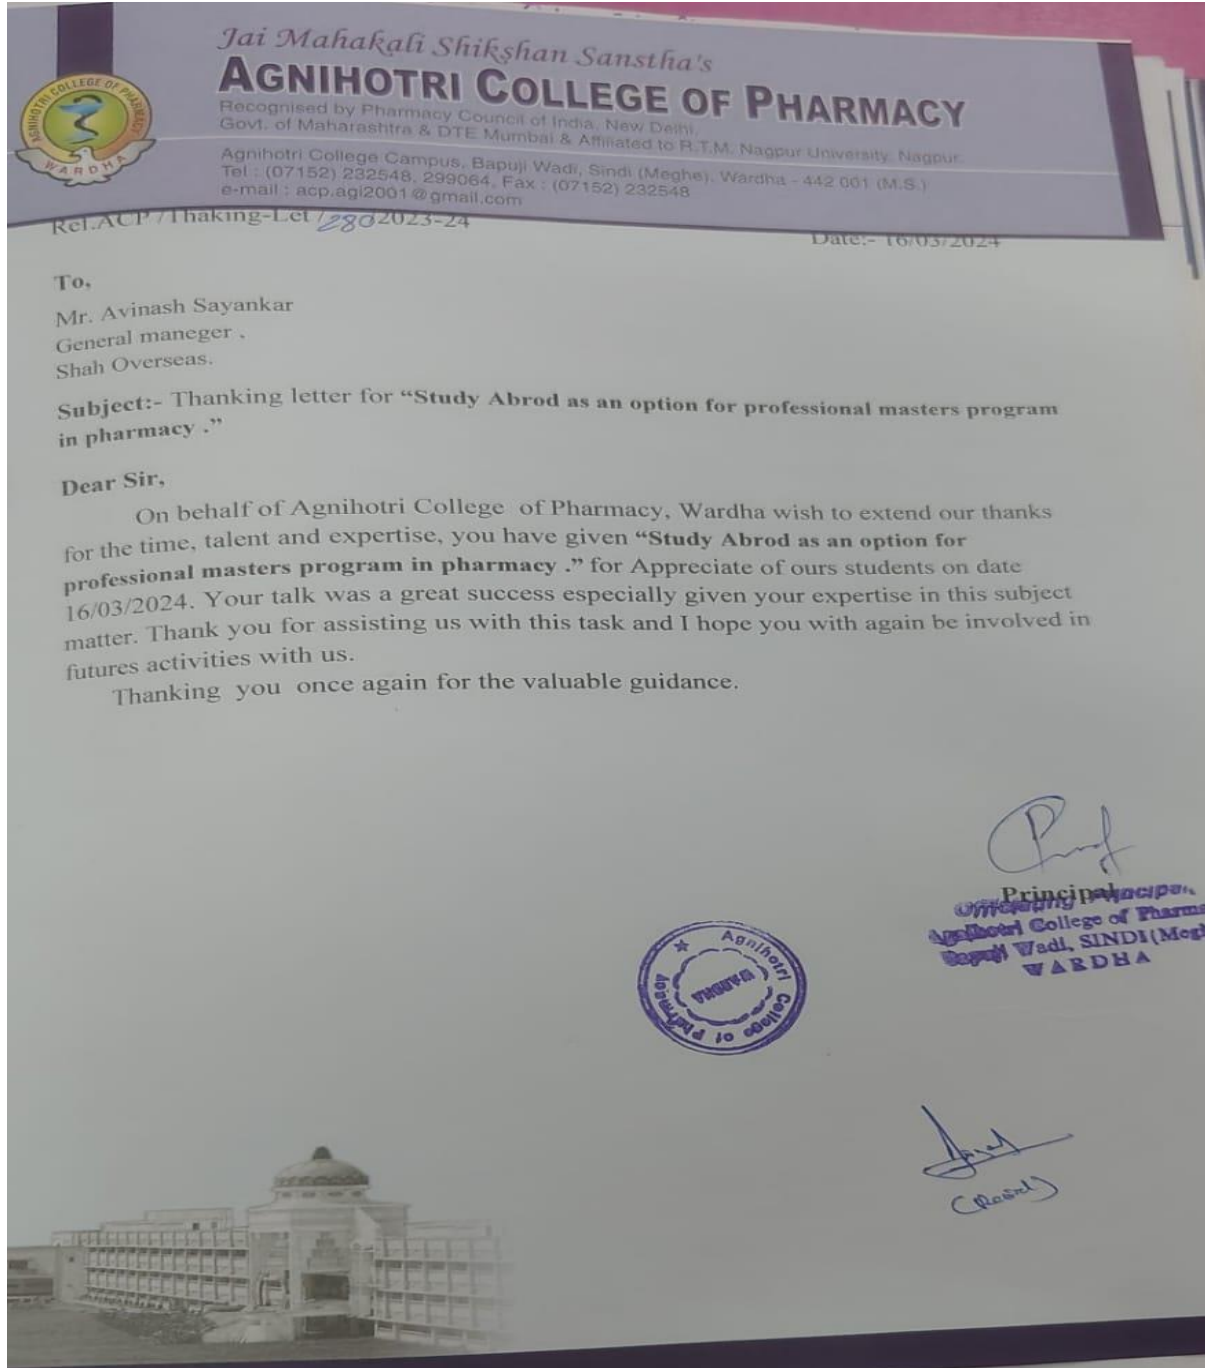 Jai Mahakali Shikshan Sanstha's
AGNIHOTRI COLLEGE OF PHARMACY
Recognised by Pharmacy Council of India, New Delhi,
Govt. of Maharashtra & DTE Mumbai & Affiliated to R.T.M. Nagpur University, Nagpur.
Agnihotri College Campus, Bapuji Wadi, Sindi (Meghe), Wardha - 442 001 (M.S.)
Tel : (07152) 232548, 299064, Fax : (07152) 232548
e-mail : acp.agi2001@gmail.com
AGNIHOTRI COLLEGE OF PHARMACY
WARDHA
Ref.ACP /Thaking-Let /280 2023-24
Date:- 16/03/2024
To,
Mr. Avinash Sayankar
General maneger ,
Shah Overseas.
Subject:- Thanking letter for “Study Abrod as an option for professional masters program
in pharmacy .”
Dear Sir,
On behalf of Agnihotri College of Pharmacy, Wardha wish to extend our thanks
for the time, talent and expertise, you have given “Study Abrod as an option for
professional masters program in pharmacy .” for Appreciate of ours students on date
16/03/2024. Your talk was a great success especially given your expertise in this subject
matter. Thank you for assisting us with this task and I hope you with again be involved in
futures activities with us.
Thanking you once again for the valuable guidance.
Principal
Officiating Principal
Agnihotri College of Pharma
Bapuji Wadi, SINDI(Megh
WARDHA
Agnihotri College of Pharmacy
WARDHA